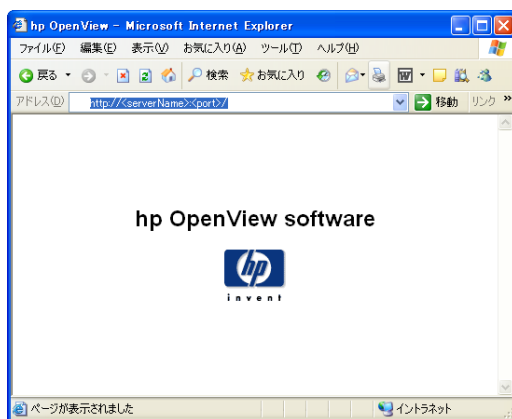 hp OpenView - Microsoft Internet Explorer
ファイル(F) 編集(E) 表示(V) お気に入り(A) ツール(T) ヘルプ(H)
戻る 検索 お気に入り
アドレス(D) http://<serverName>:<port>/ 移動 リンク »
hp OpenView software
hp
invent
ページが表示されました イントラネット